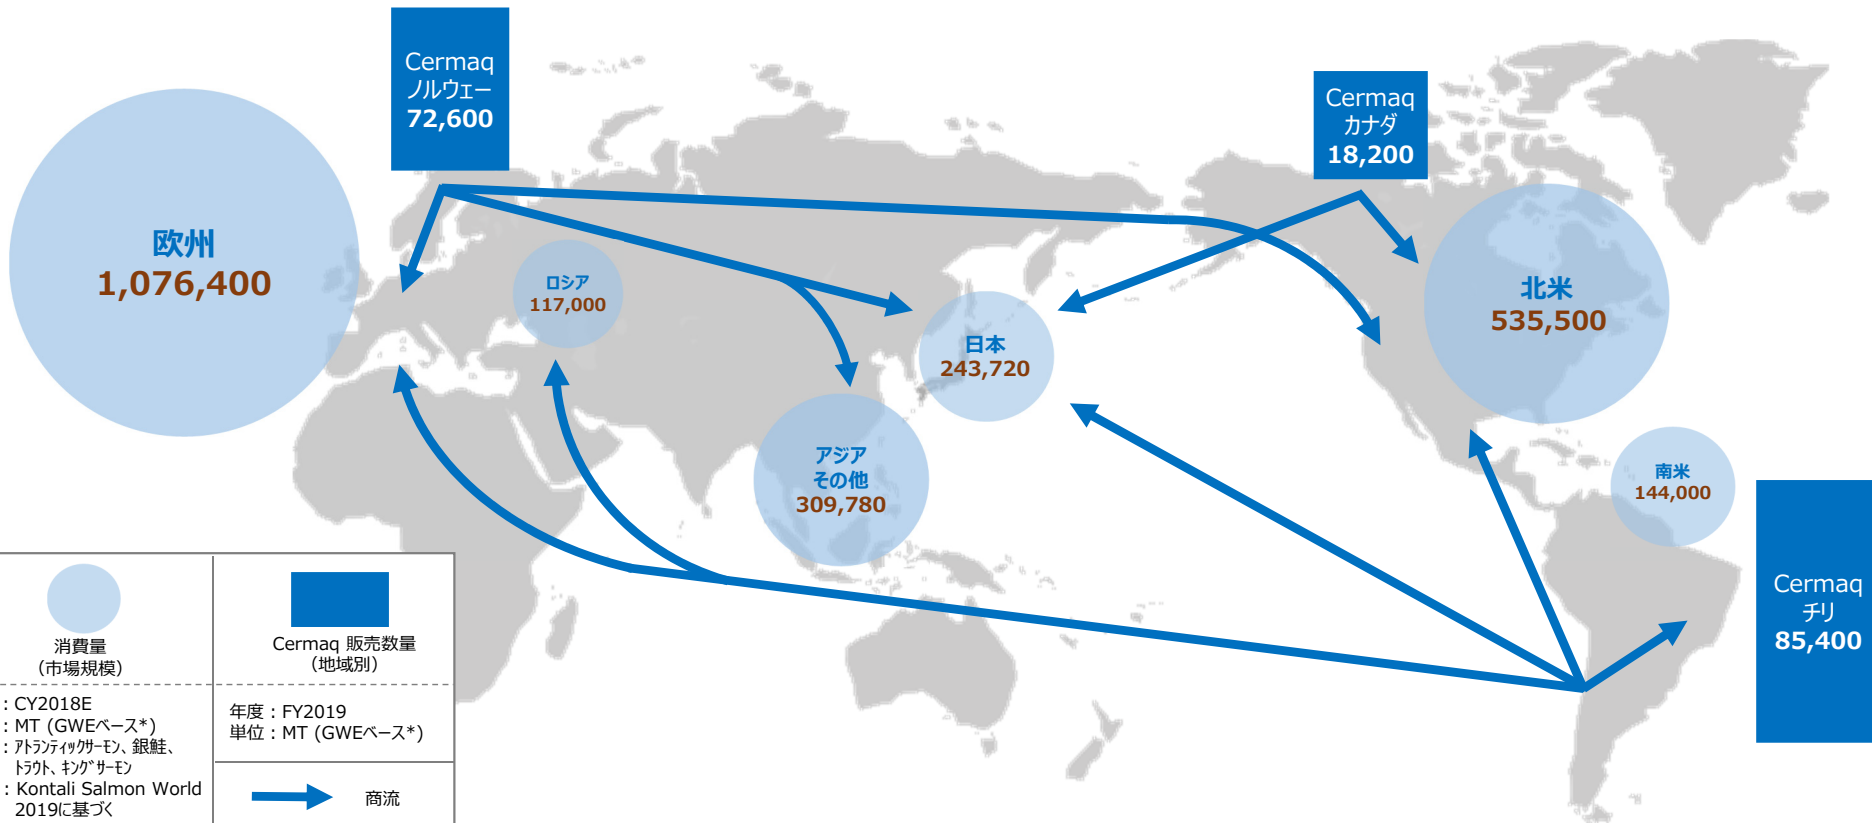 Cermaq
ノルウェー
72,600
Cermaq
カナダ
18,200
欧州
1,076,400
ロシア
117,000
日本
243,720
北米
535,500
アジア
その他
309,780
南米
144,000
Cermaq
チリ
85,400
消費量
(市場規模)
: CY2018E
: MT (GWEベース*)
: アトランティックサーモン、銀鮭、
トラウト、キングサーモン
: Kontali Salmon World
2019に基づく
Cermaq 販売数量
(地域別)
年度 : FY2019
単位 : MT (GWEベース*)
商流